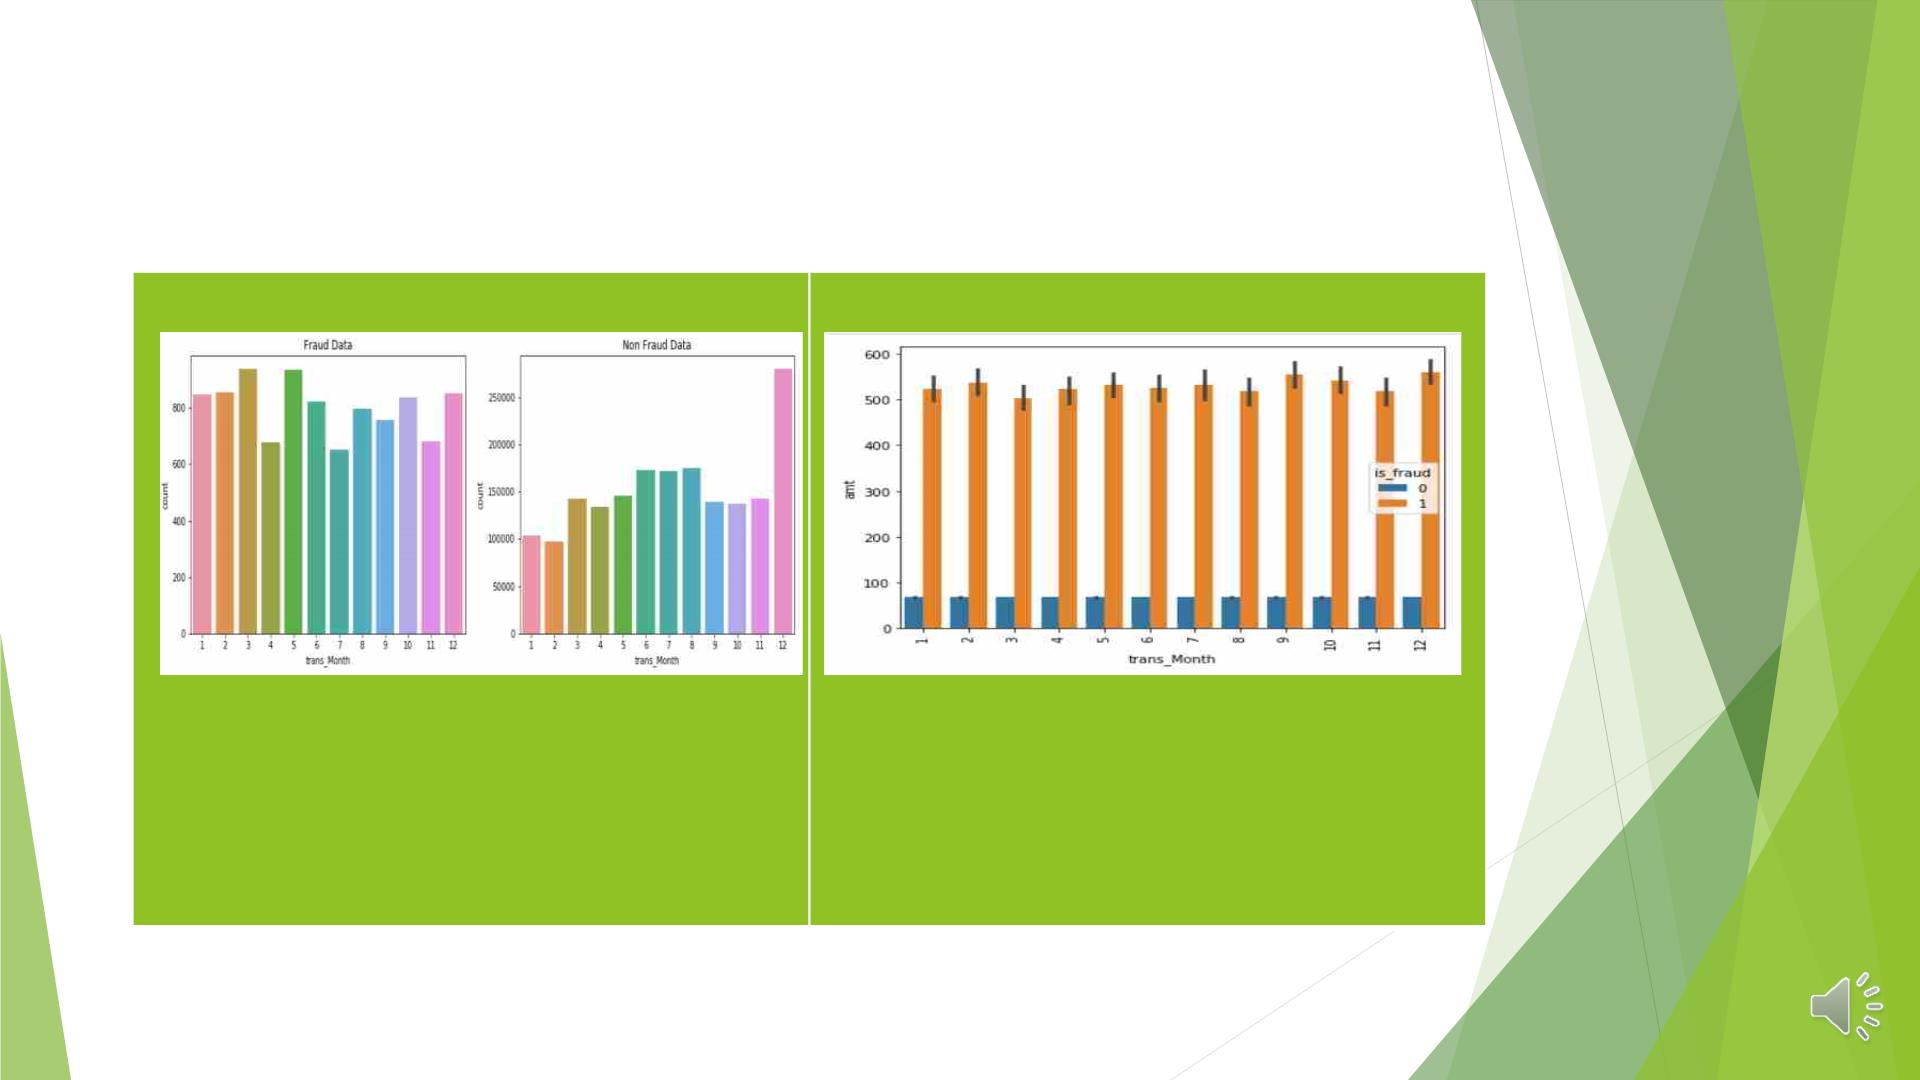 Fraud Data
800
600
400
200
0
count
1 2 3 4 5 6 7 8 9 10 11 12
trans_Month
Non Fraud Data
250000
200000
150000
100000
50000
0
count
1 2 3 4 5 6 7 8 9 10 11 12
trans_Month
600
500
400
300
200
100
0
amt
is_fraud
0
1
1 2 3 4 5 6 7 8 9 10 11 12
trans_Month